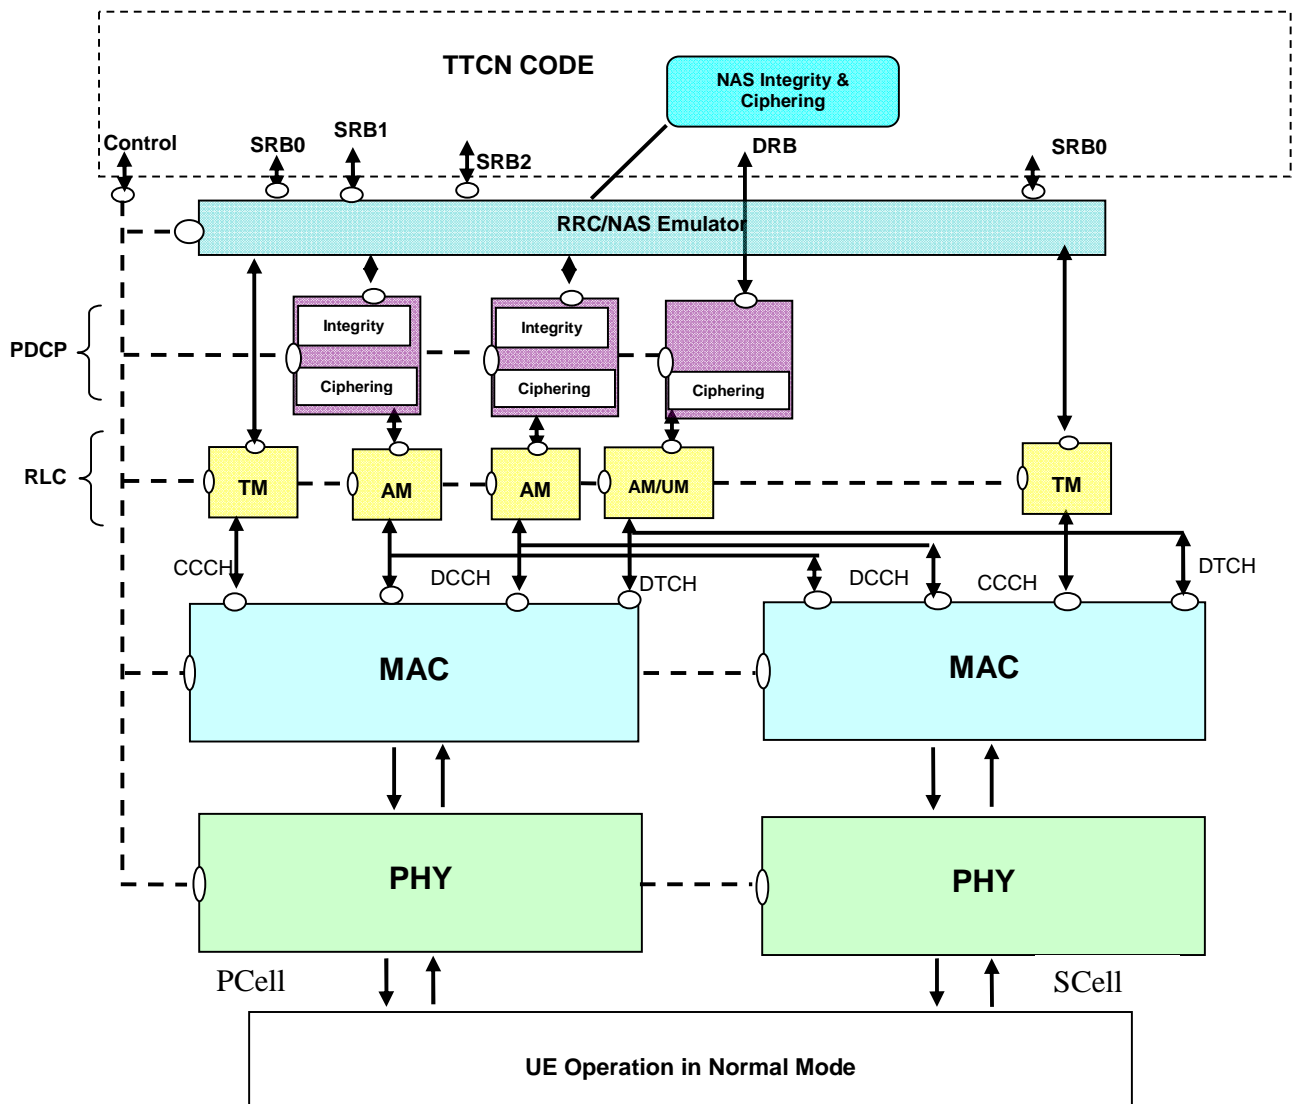 TTCN CODE
NAS Integrity &
Ciphering
Control
SRB0
SRB1
SRB2
DRB
SRB0
RRC/NAS Emulator
PDCP
Integrity
Ciphering
Integrity
Ciphering
Ciphering
RLC
TM
AM
AM
AM/UM
TM
CCCH
DCCH
DTCH
DCCH
CCCH
DTCH
MAC
MAC
PHY
PHY
PCell
SCell
UE Operation in Normal Mode